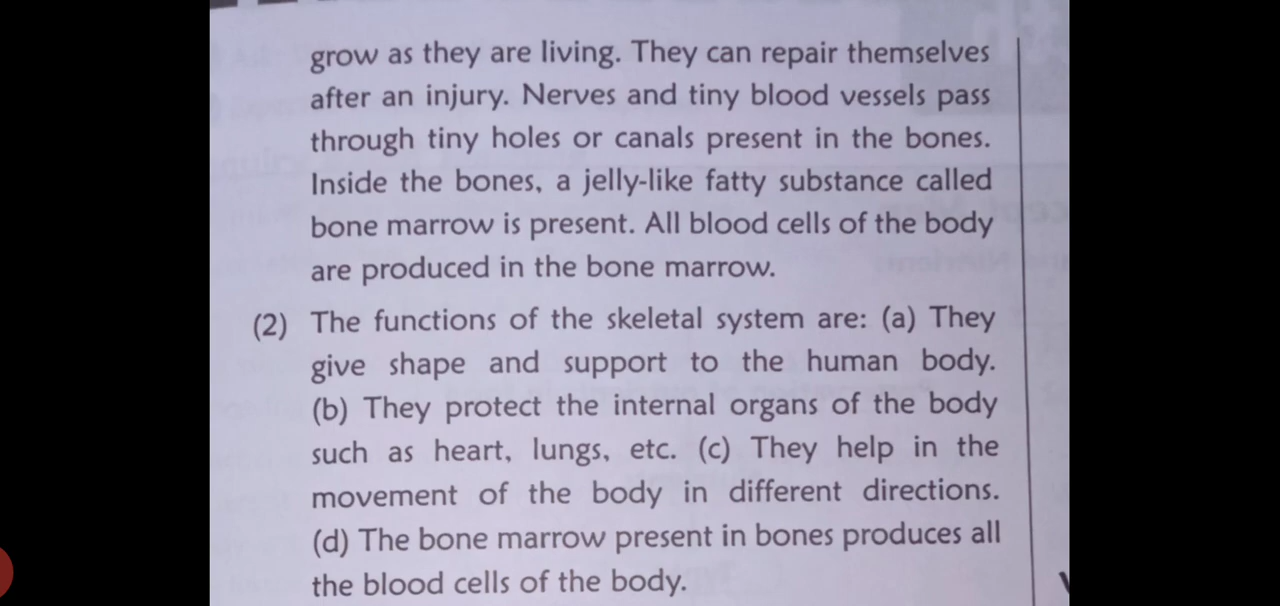 grow as they are living. They can repair themselves
after an injury. Nerves and tiny blood vessels pass
through tiny holes or canals present in the bones.
Inside the bones, a jelly-like fatty substance called
bone marrow is present. All blood cells of the body
are produced in the bone marrow.
(2) The functions of the skeletal system are: (a) They
give shape and support to the human body.
(b) They protect the internal organs of the body
such as heart, lungs, etc. (c) They help in the
movement of the body in different directions.
(d) The bone marrow present in bones produces all
the blood cells of the body.